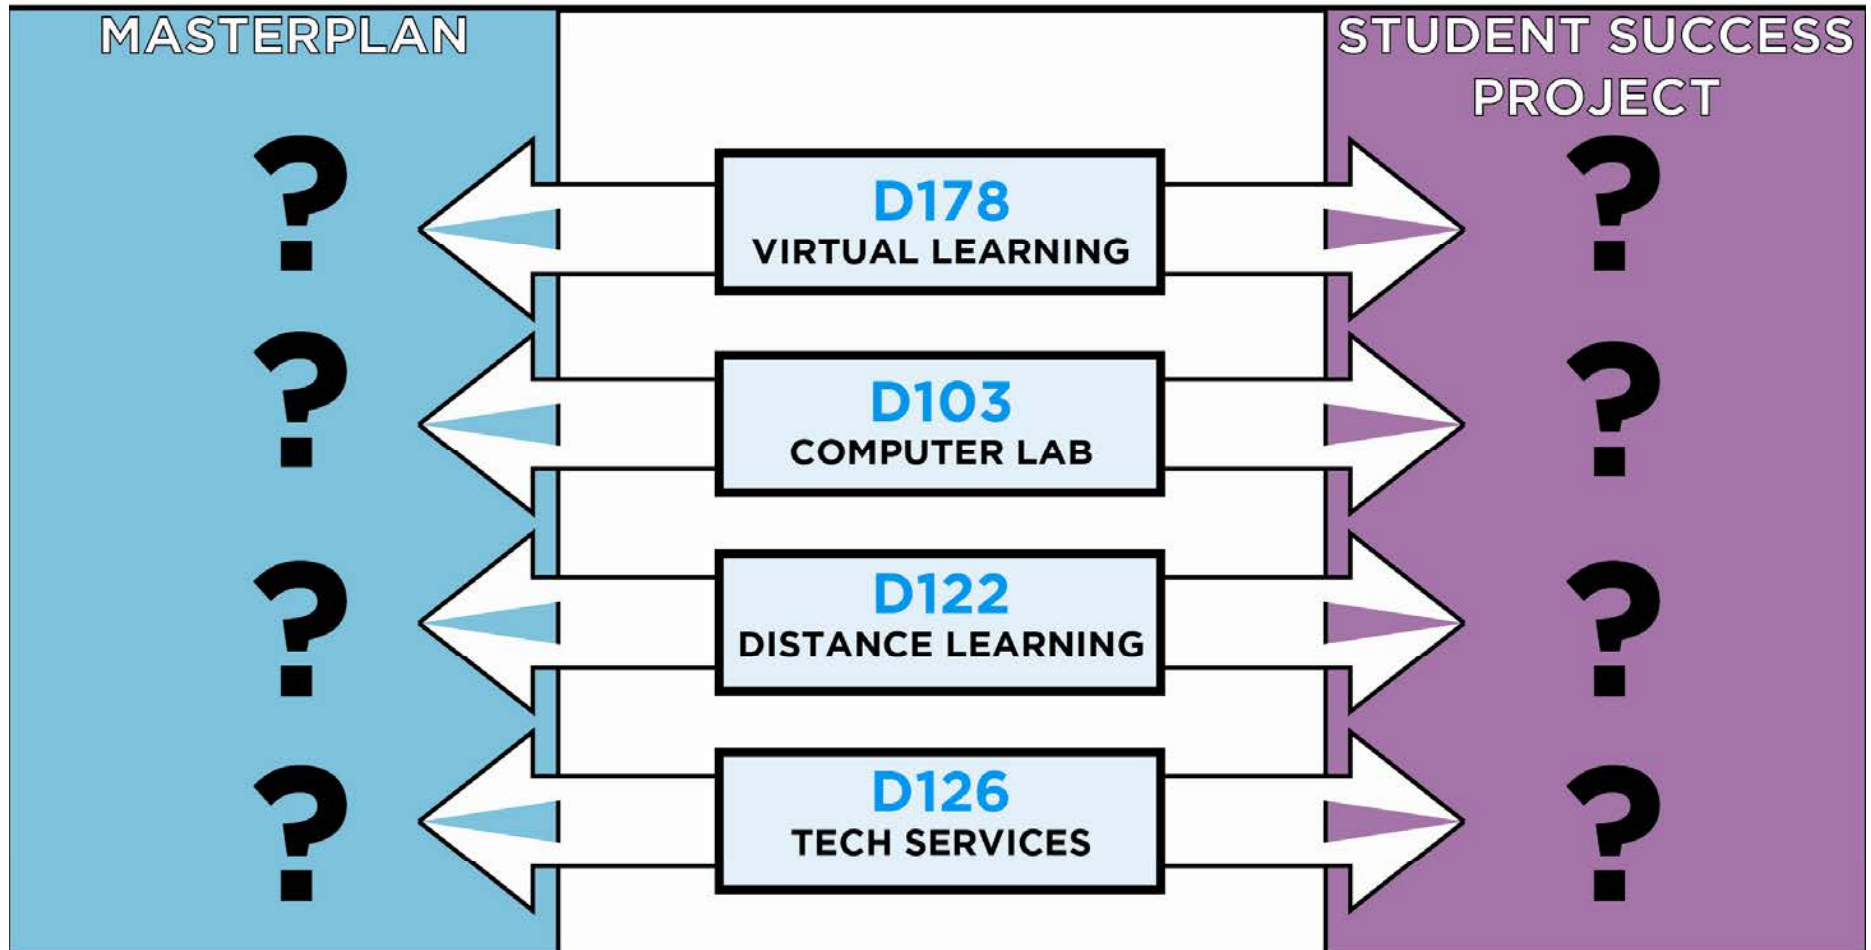 MASTERPLAN
STUDENT SUCCESS
PROJECT
?
D178
VIRTUAL LEARNING
?
?
D103
COMPUTER LAB
?
?
D122
DISTANCE LEARNING
?
?
D126
TECH SERVICES
?